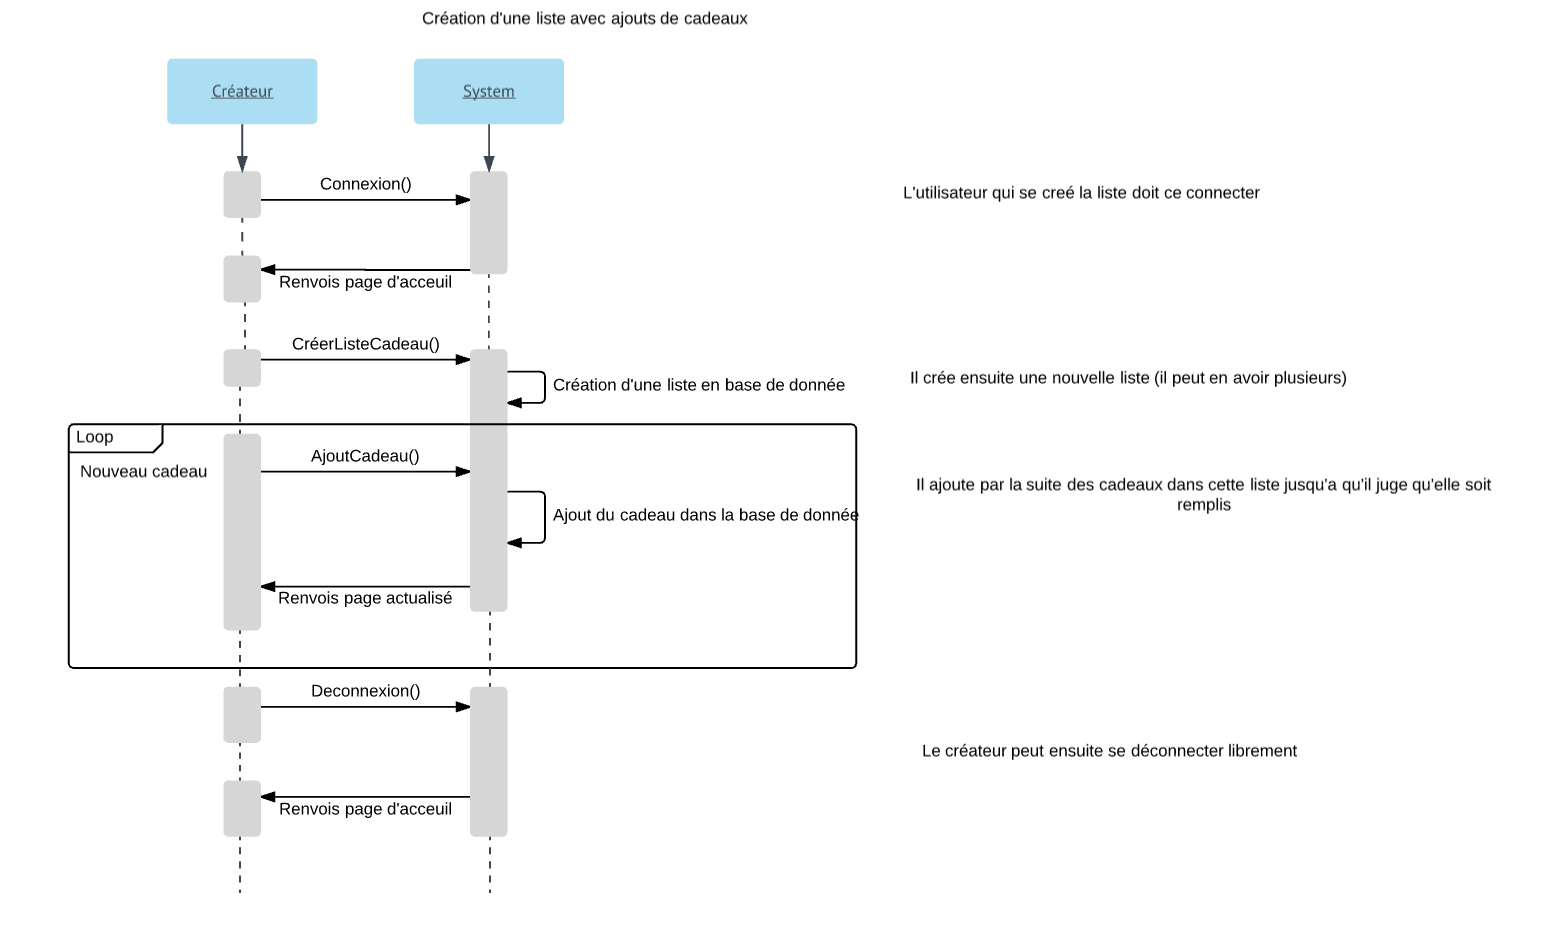 Création d'une liste avec ajouts de cadeaux
Créateur
System
Connexion()
L'utilisateur qui se creé la liste doit ce connecter
Renvois page d'acceuil
CréerListeCadeau()
Création d'une liste en base de donnée
Il crée ensuite une nouvelle liste (il peut en avoir plusieurs)
Loop
Nouveau cadeau
AjoutCadeau()
Il ajoute par la suite des cadeaux dans cette liste jusqu'a qu'il juge qu'elle soit
remplis
Ajout du cadeau dans la base de donnée
Renvois page actualisé
Deconnexion()
Le créateur peut ensuite se déconnecter librement
Renvois page d'acceuil